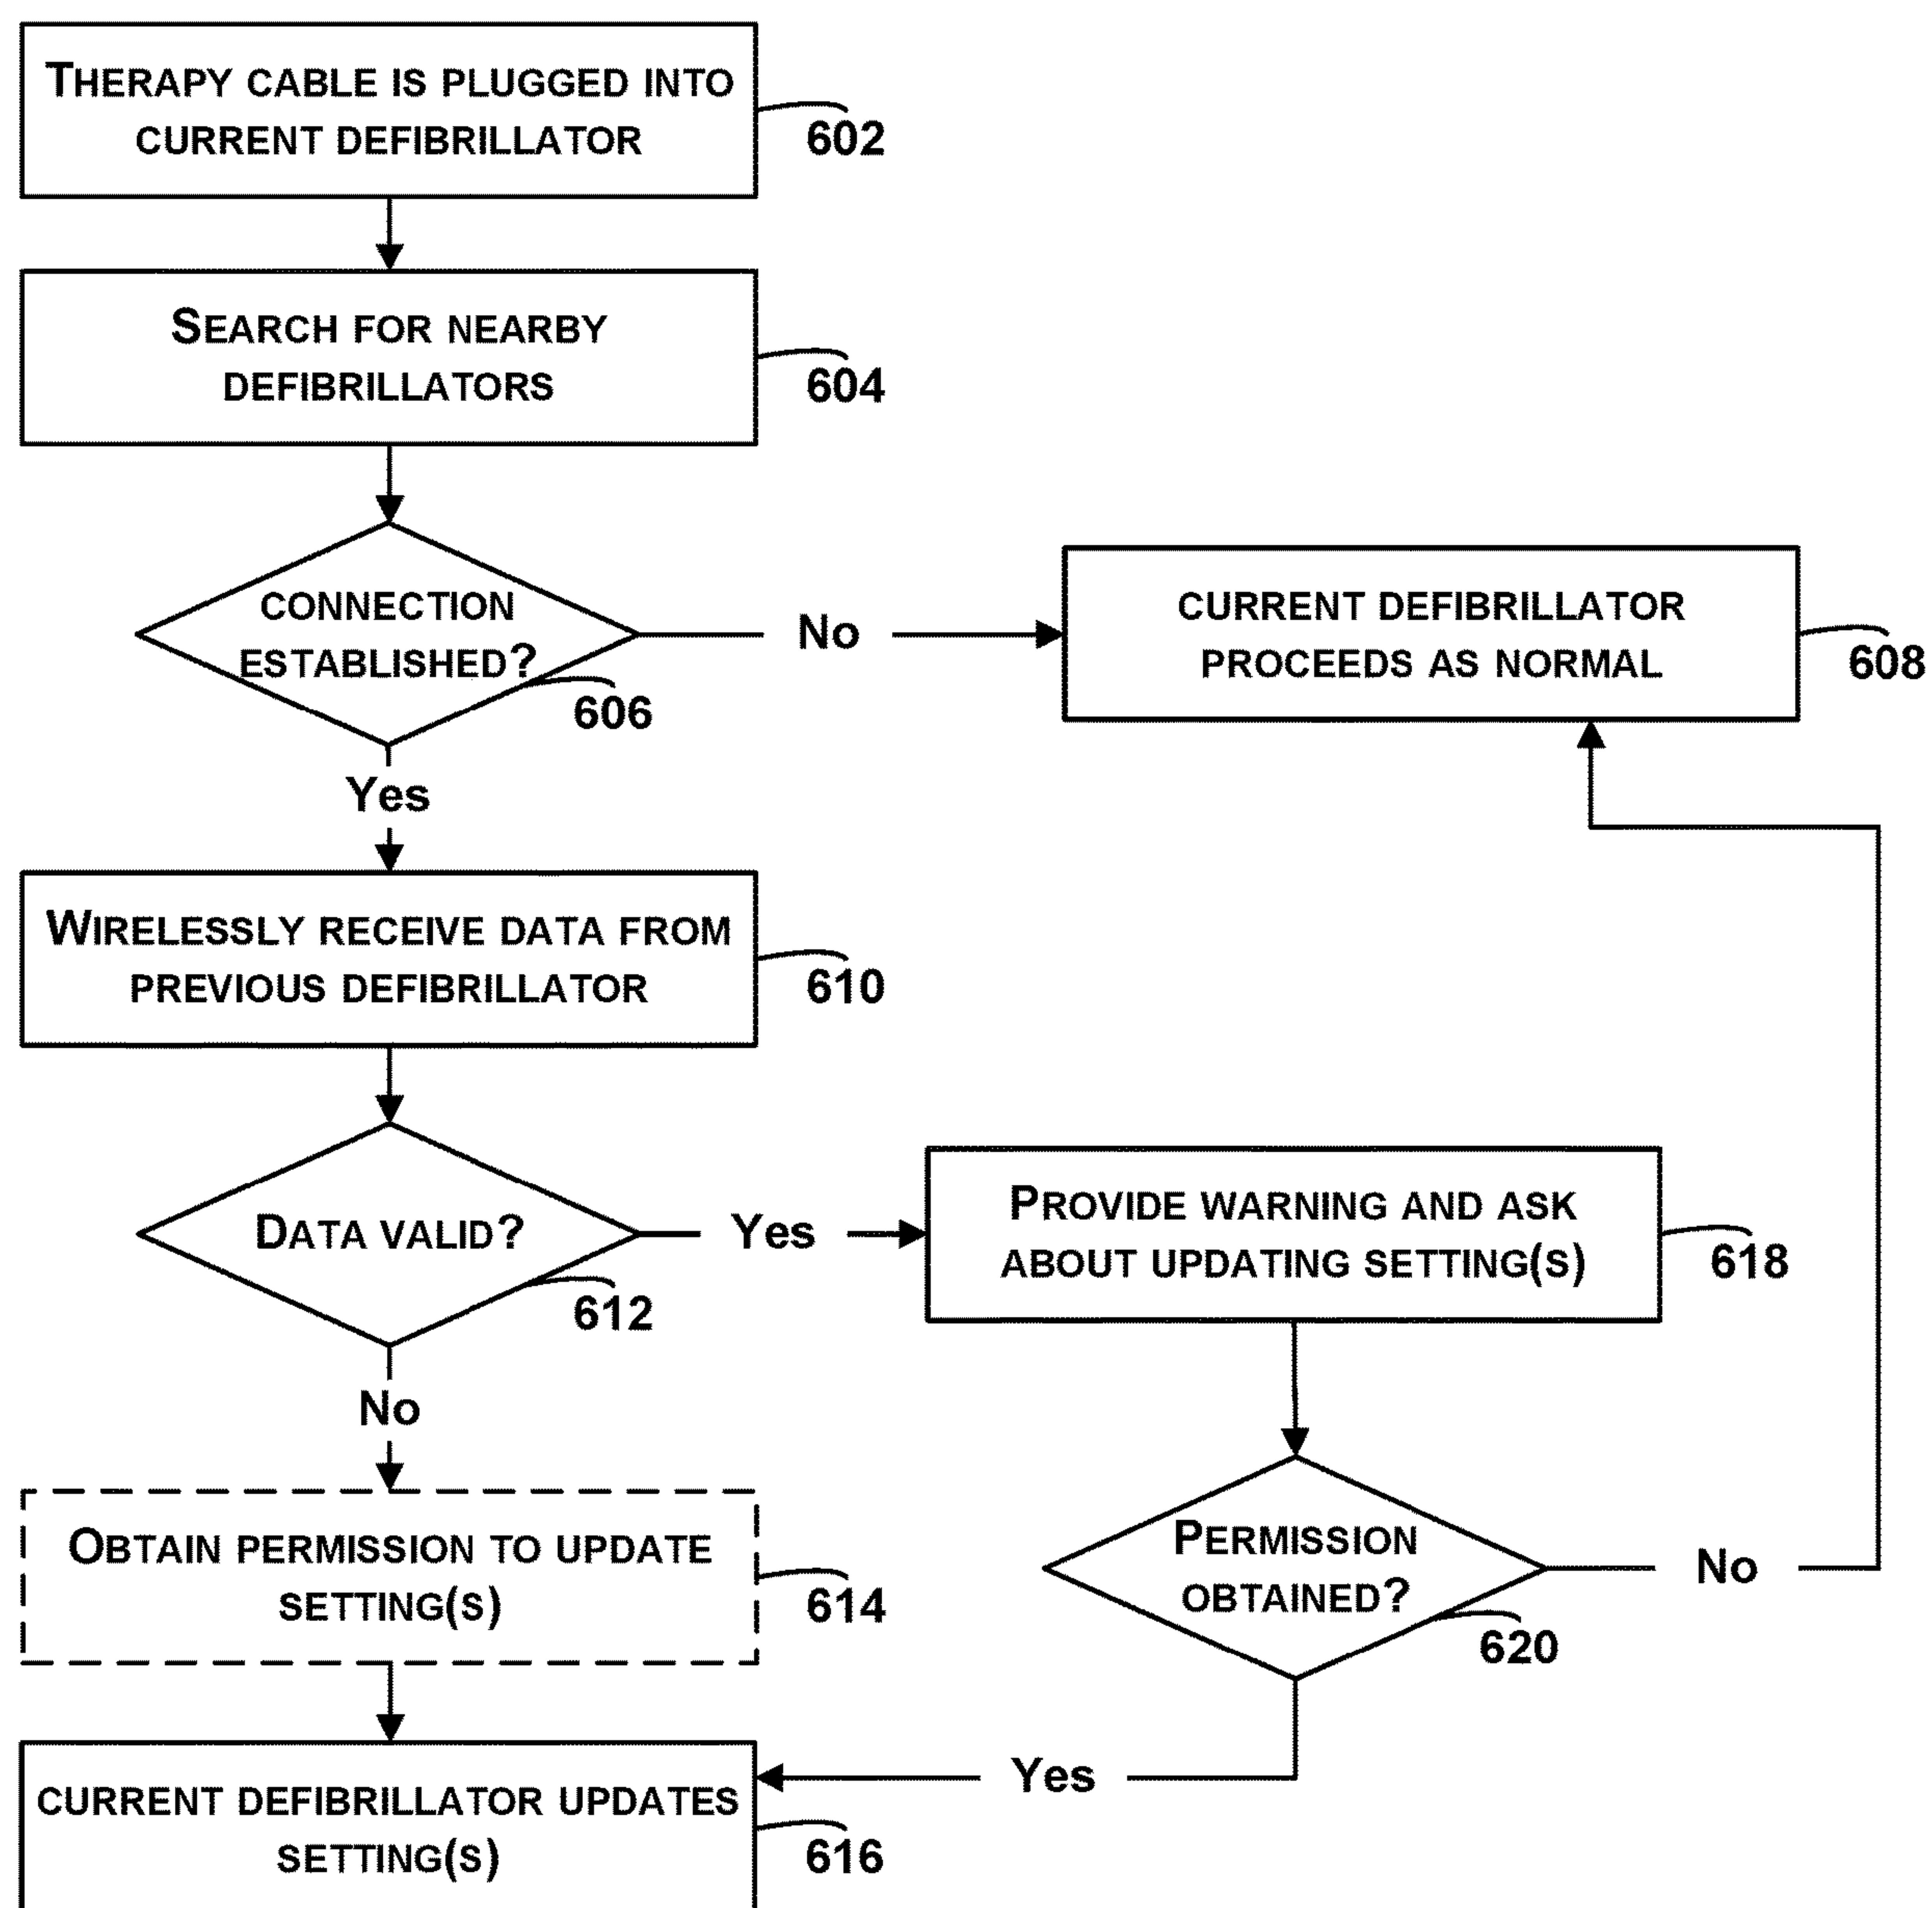 THERAPY CABLE IS PLUGGED INTO
CURRENT DEFIBRILLATOR
602
SEARCH FOR NEARBY
DEFIBRILLATORS
604
CONNECTION
ESTABLISHED?
606
No
CURRENT DEFIBRILLATOR
PROCEEDS AS NORMAL
608
Yes
WIRELESSLY RECEIVE DATA FROM
PREVIOUS DEFIBRILLATOR
610
DATA VALID?
612
Yes
PROVIDE WARNING AND ASK
ABOUT UPDATING SETTING(S)
618
No
OBTAIN PERMISSION TO UPDATE
SETTING(S)
614
PERMISSION
OBTAINED?
620
No
Yes
CURRENT DEFIBRILLATOR UPDATES
SETTING(S)
616